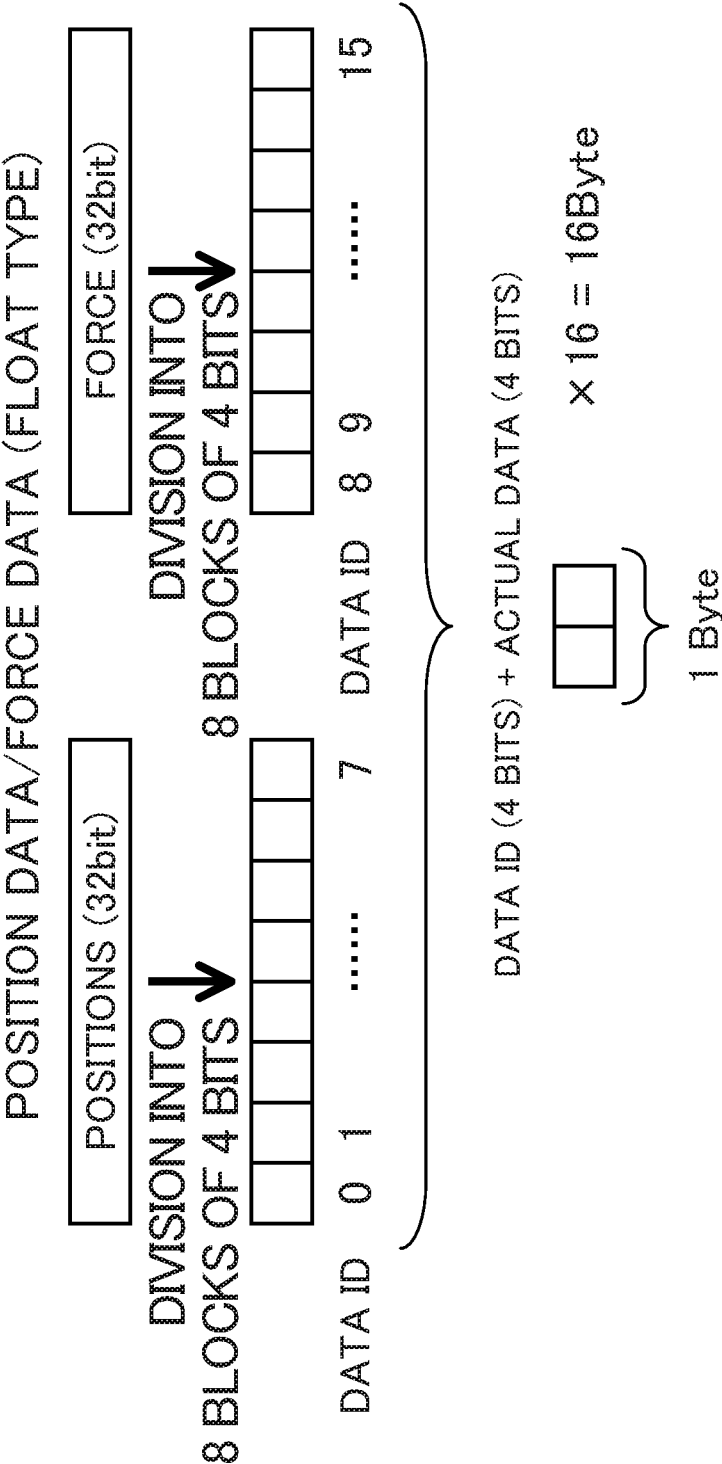 POSITION DATA/FORCE DATA (FLOAT TYPE)
POSITIONS (32bit)
FORCE (32bit)
DIVISION INTO
8 BLOCKS OF 4 BITS
DIVISION INTO
8 BLOCKS OF 4 BITS
DATA ID 0 1 ...... 7
DATA ID 8 9 ...... 15
DATA ID (4 BITS) + ACTUAL DATA (4 BITS)
× 16 = 16Byte
1 Byte